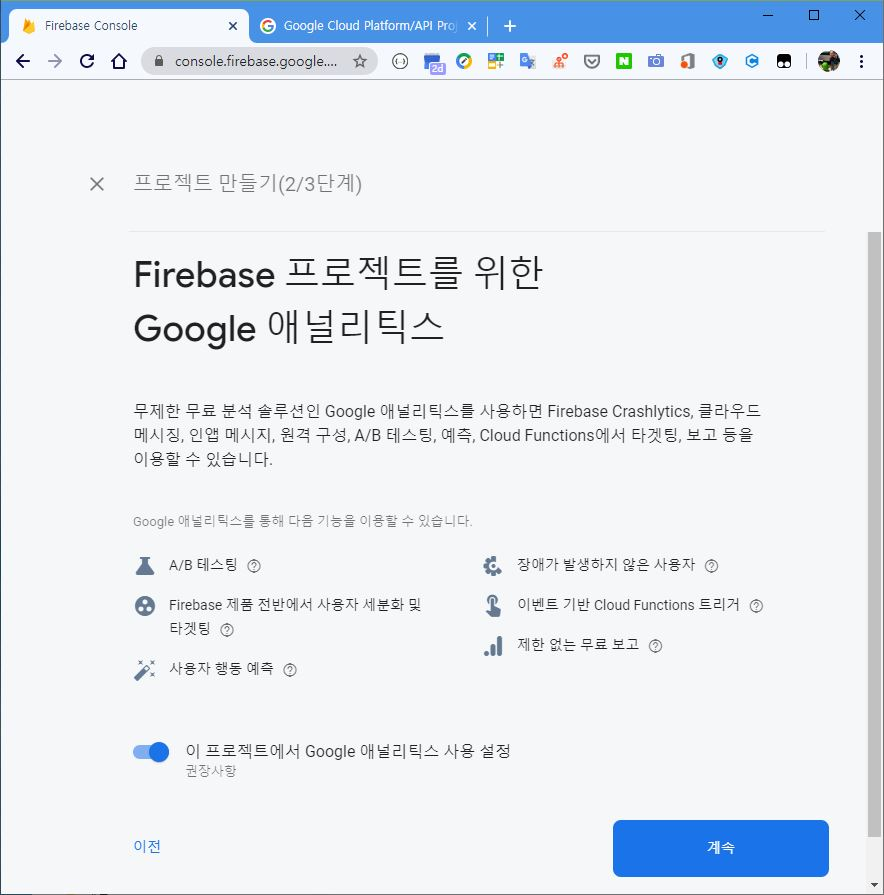 Firebase Console
Google Cloud Platform/API Proj
console.firebase.google....
2d
N
프로젝트 만들기(2/3단계)
Firebase 프로젝트를 위한
Google 애널리틱스
무제한 무료 분석 솔루션인 Google 애널리틱스를 사용하면 Firebase Crashlytics, 클라우드
메시징, 인앱 메시지, 원격 구성, A/B 테스팅, 예측, Cloud Functions에서 타겟팅, 보고 등을
이용할 수 있습니다.
Google 애널리틱스를 통해 다음 기능을 이용할 수 있습니다.
A/B 테스팅
Firebase 제품 전반에서 사용자 세분화 및
타겟팅
사용자 행동 예측
장애가 발생하지 않은 사용자
이벤트 기반 Cloud Functions 트리거
제한 없는 무료 보고
이 프로젝트에서 Google 애널리틱스 사용 설정
권장사항
이전
계속